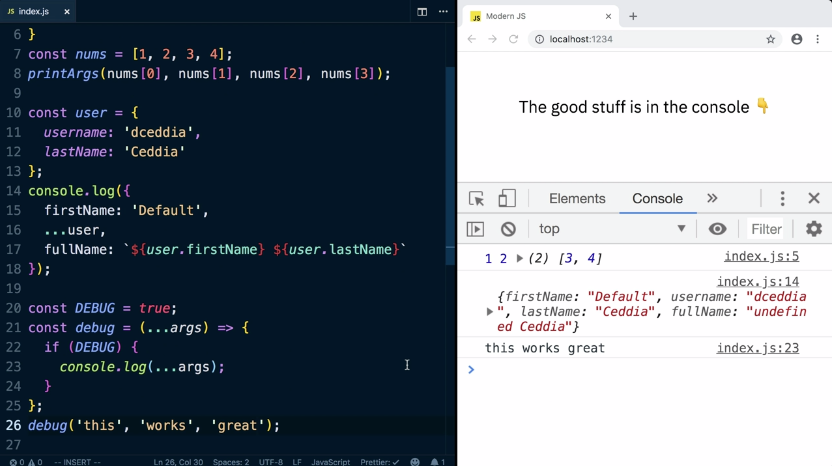 JS index.js ×
6 }
7 const nums = [1, 2, 3, 4];
8 printArgs(nums[0], nums[1], nums[2], nums[3]);
9
10 const user = {
11 username: 'dceddia',
12 lastName: 'Ceddia'
13 };
14 console.log({
15 firstName: 'Default',
16 ...user,
17 fullName: `${user.firstName} ${user.lastName}`
18 });
19
20 const DEBUG = true;
21 const debug = (...args) => {
22 if (DEBUG) {
23 console.log(...args);
24 }
25 };
26 debug('this', 'works', 'great');
27
0 0 -- INSERT -- Ln 26, Col 30 Spaces: 2 UTF-8 LF JavaScript Prettier: ✓ 1
JS Modern JS × +
localhost:1234
The good stuff is in the console 👇
Elements Console » ×
top Filter
1 2 ▶ (2) [3, 4] index.js:5
index.js:14
{firstName: "Default", username: "dceddia
▶ ", lastName: "Ceddia", fullName: "undefin
ed Ceddia"}
this works great index.js:23
>